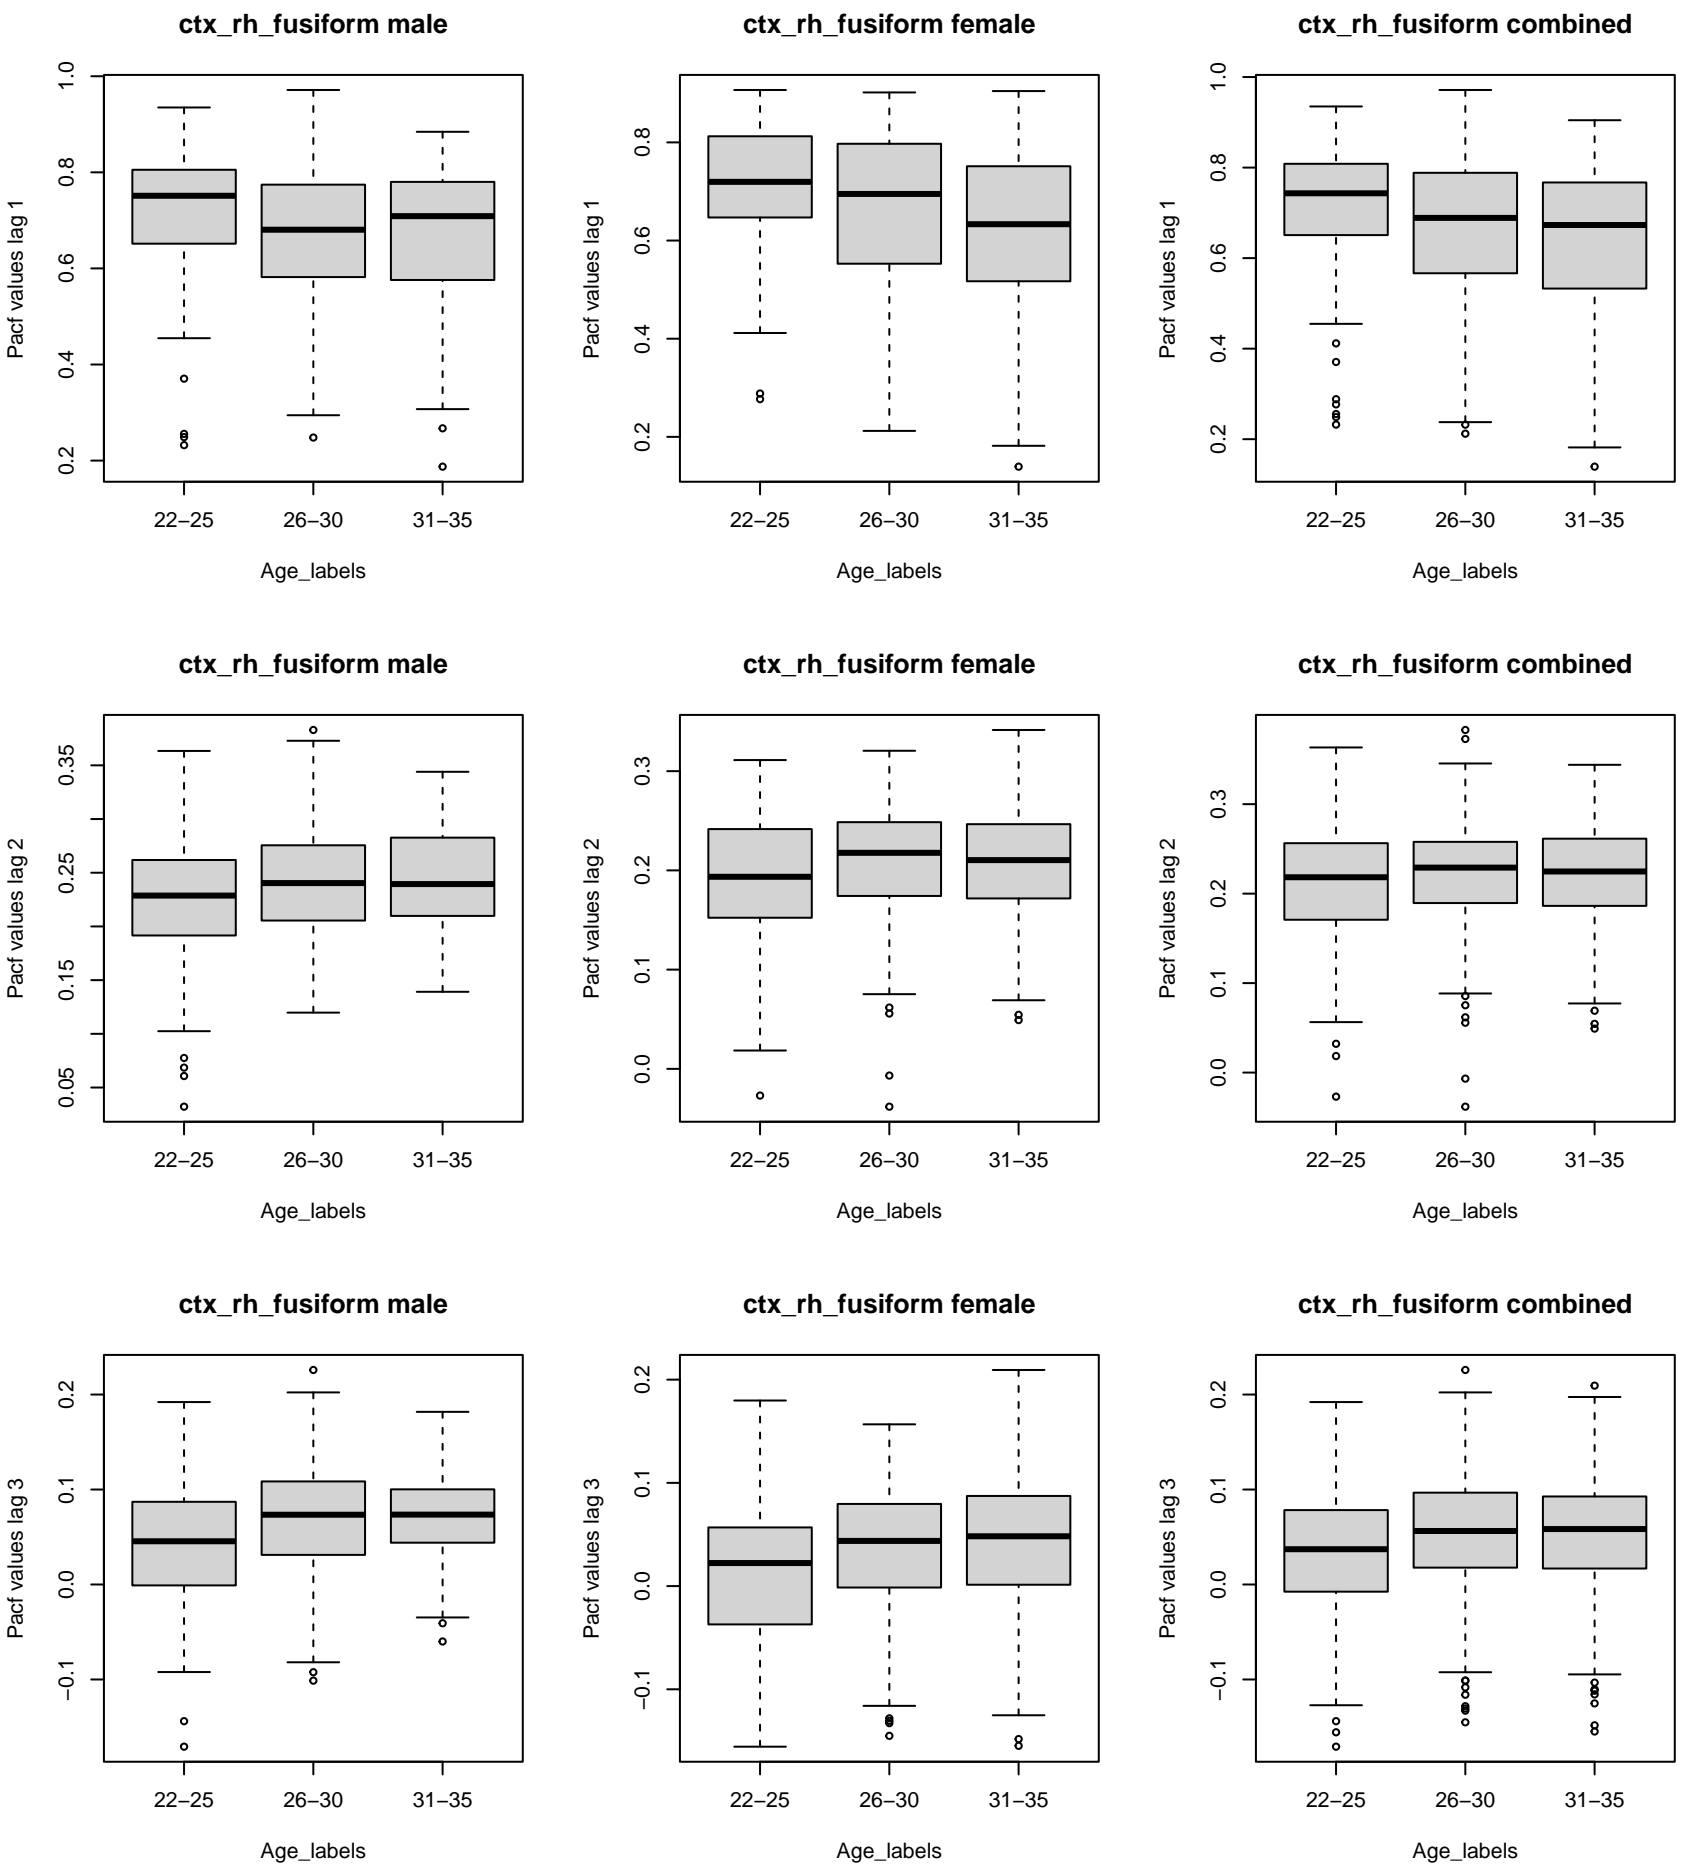 ctx_rh_fusiform male
ctx_rh_fusiform female
ctx_rh_fusiform combined
Pacf values lag 1
0.2
0.4
0.6
0.8
1.0
22−25
26−30
31−35
Age_labels
Pacf values lag 1
0.2
0.4
0.6
0.8
22−25
26−30
31−35
Age_labels
Pacf values lag 1
0.2
0.4
0.6
0.8
1.0
22−25
26−30
31−35
Age_labels
ctx_rh_fusiform male
ctx_rh_fusiform female
ctx_rh_fusiform combined
Pacf values lag 2
0.05
0.15
0.25
0.35
22−25
26−30
31−35
Age_labels
Pacf values lag 2
0.0
0.1
0.2
0.3
22−25
26−30
31−35
Age_labels
Pacf values lag 2
0.0
0.1
0.2
0.3
22−25
26−30
31−35
Age_labels
ctx_rh_fusiform male
ctx_rh_fusiform female
ctx_rh_fusiform combined
Pacf values lag 3
−0.1
0.0
0.1
0.2
22−25
26−30
31−35
Age_labels
Pacf values lag 3
−0.1
0.0
0.1
0.2
22−25
26−30
31−35
Age_labels
Pacf values lag 3
−0.1
0.0
0.1
0.2
22−25
26−30
31−35
Age_labels